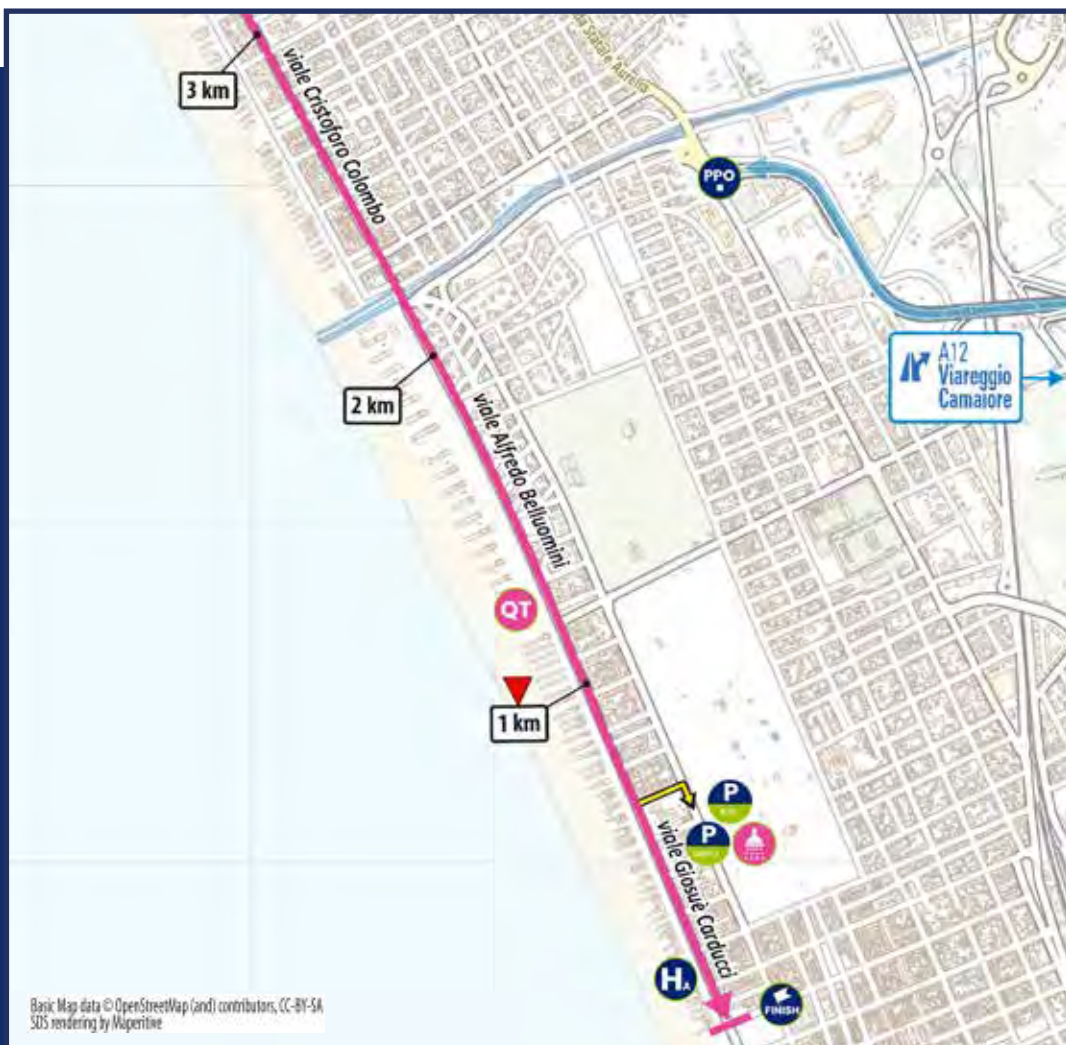 3 km
viale Cristoforo Colombo
PPO
A12
Viareggio
Camaiore
2 km
viale Alfredo Belluomini
QT
1 km
P
P
viale Giosuè Carducci
HA
FINISH
Basic Map data © OpenStreetMap (and) contributors, CC-BY-SA
SDS rendering by Maperitive